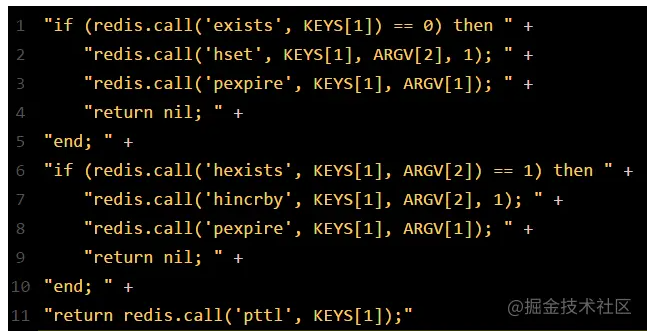 1 "if (redis.call('exists', KEYS[1]) == 0) then " +
2 "redis.call('hset', KEYS[1], ARGV[2], 1); " +
3 "redis.call('pexpire', KEYS[1], ARGV[1]); " +
4 "return nil; " +
5 "end; " +
6 "if (redis.call('hexists', KEYS[1], ARGV[2]) == 1) then " +
7 "redis.call('hincrby', KEYS[1], ARGV[2], 1); " +
8 "redis.call('pexpire', KEYS[1], ARGV[1]); " +
9 "return nil; " +
10 "end; " +
11 "return redis.call('pttl', KEYS[1]);"
@掘金技术社区